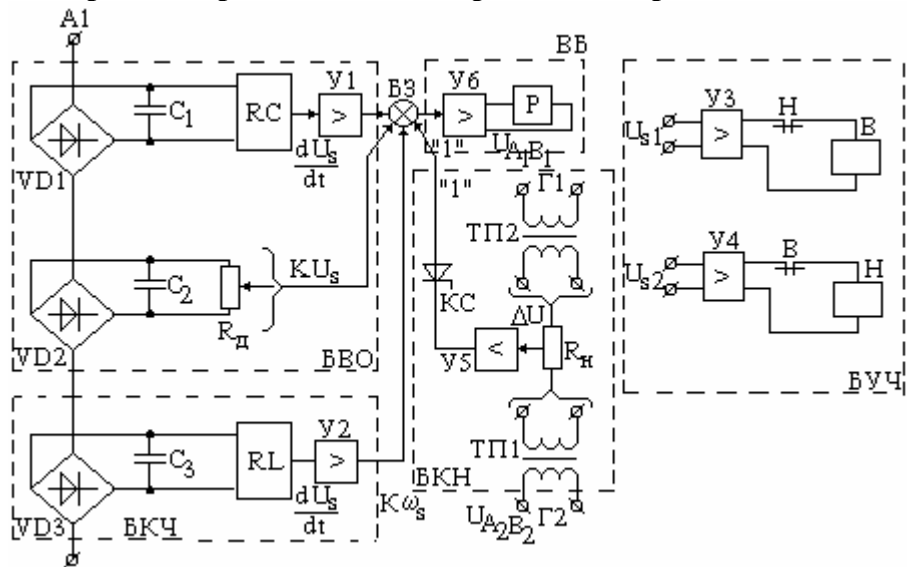 A1
C1
RC
У1
dUs
dt
VD1
БЗ
У6
Р
ВБ
"1"
UA1B1
Г1
"1"
ТП2
КС
ΔU
У5
Rн
ТП1
БКН
UA2B2
Г2
C2
Rд
KUs
VD2
БВО
C3
RL
У2
dUs
dt
VD3
БКЧ
Kωs
Us1
У3
Н
В
Us2
У4
В
Н
БУЧ